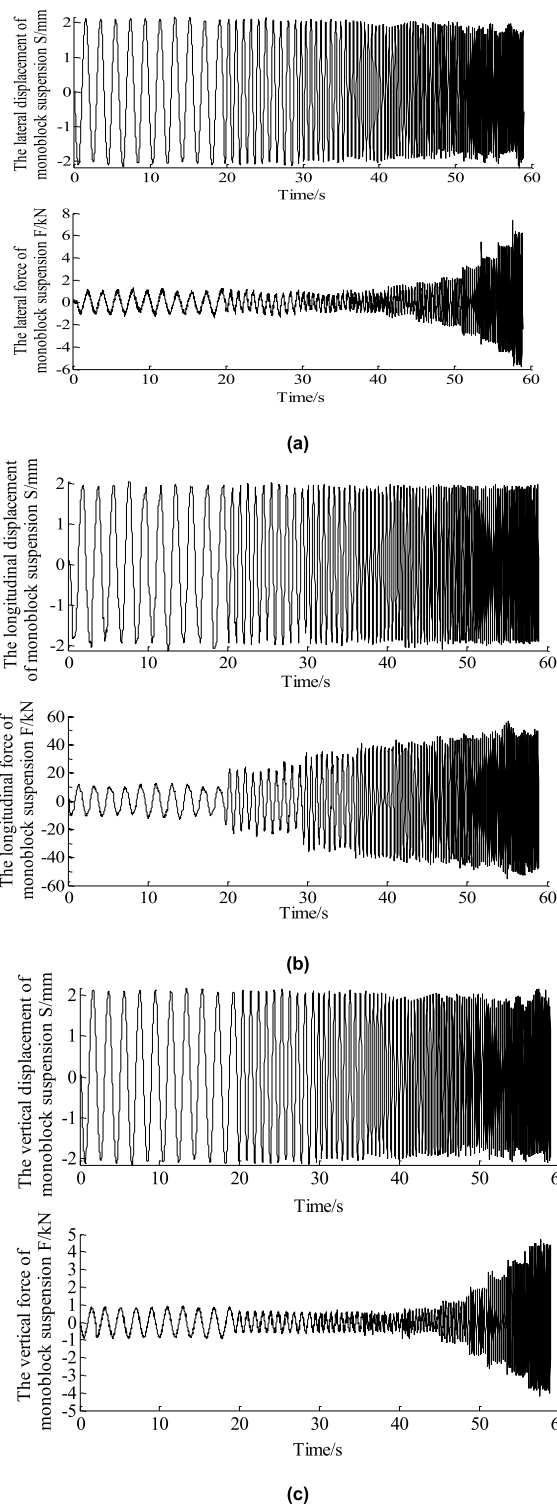 The lateral displacement of
monoblock suspension S/mm
2
1
0
-1
-2
0 10 20 30 40 50 60
Time/s
The lateral force of
monoblock suspension F/kN
8
6
4
2
0
-2
-4
-6
0 10 20 30 40 50 60
Time/s
(a)
The longitudinal displacement
of monoblock suspension S/mm
2
1
0
-1
-2
0 10 20 30 40 50 60
Time/s
The longitudinal force of
monoblock suspension F/kN
60
40
20
0
-20
-40
-60
0 10 20 30 40 50 60
Time/s
(b)
The vertical displacement of
monoblock suspension S/mm
2
1
0
-1
-2
0 10 20 30 40 50 6
Time/s
The vertical force of
monoblock suspension F/kN
5
4
3
2
1
0
-1
-2
-3
-4
-5
0 10 20 30 40 50 6
Time/s
(c)